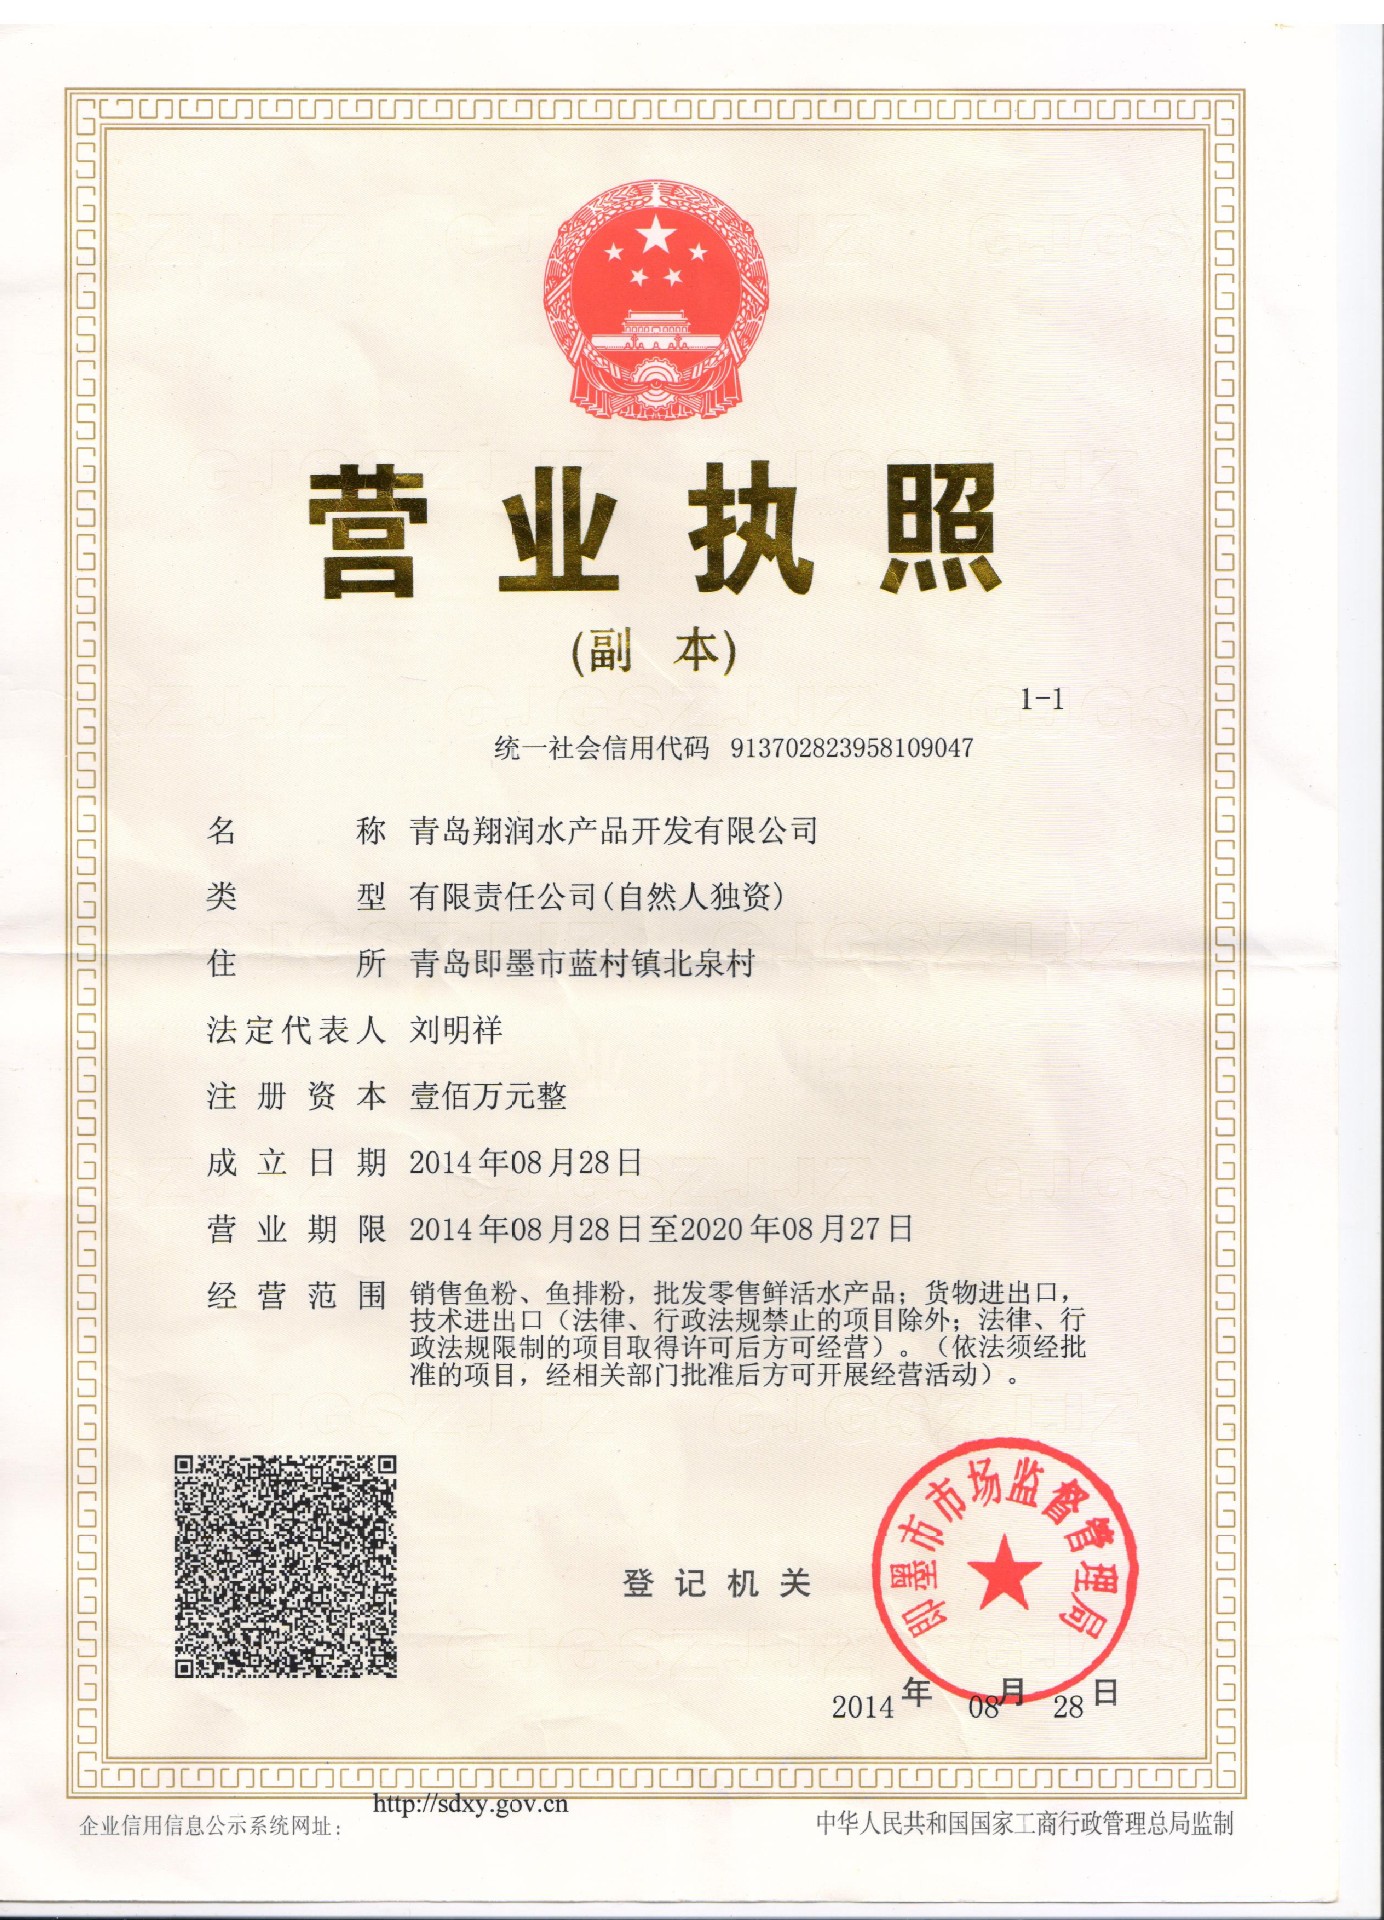 营业执照
(副 本)
1-1
统一社会信用代码 913702823958109047
名 称 青岛翔润水产品开发有限公司
类 型 有限责任公司(自然人独资)
住 所 青岛即墨市蓝村镇北泉村
法定代表人 刘明祥
注册资本 壹佰万元整
成立日期 2014年08月28日
营业期限 2014年08月28日至2020年08月27日
经营范围 销售鱼粉、鱼排粉，批发零售鲜活水产品；货物进出口，
技术进出口（法律、行政法规禁止的项目除外；法律、行
政法规限制的项目取得许可后方可经营）。（依法须经批
准的项目，经相关部门批准后方可开展经营活动）。
即墨市市场监督管理局
登记机关
2014年08月28日
企业信用信息公示系统网址：http://sdxy.gov.cn
中华人民共和国国家工商行政管理总局监制